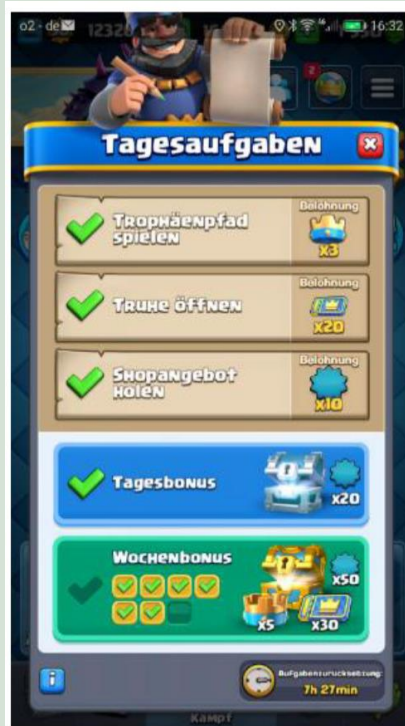 o2 - de
16:32
2
Tagesaufgaben
Trophäenpfad
spielen
Belohnung
x3
Truhe öffnen
Belohnung
x20
Shopangebot
holen
Belohnung
x10
Tagesbonus
x20
Wochenbonus
x50
x5
x30
Aufgabenzurücksetzung:
7h 27min
Kampf